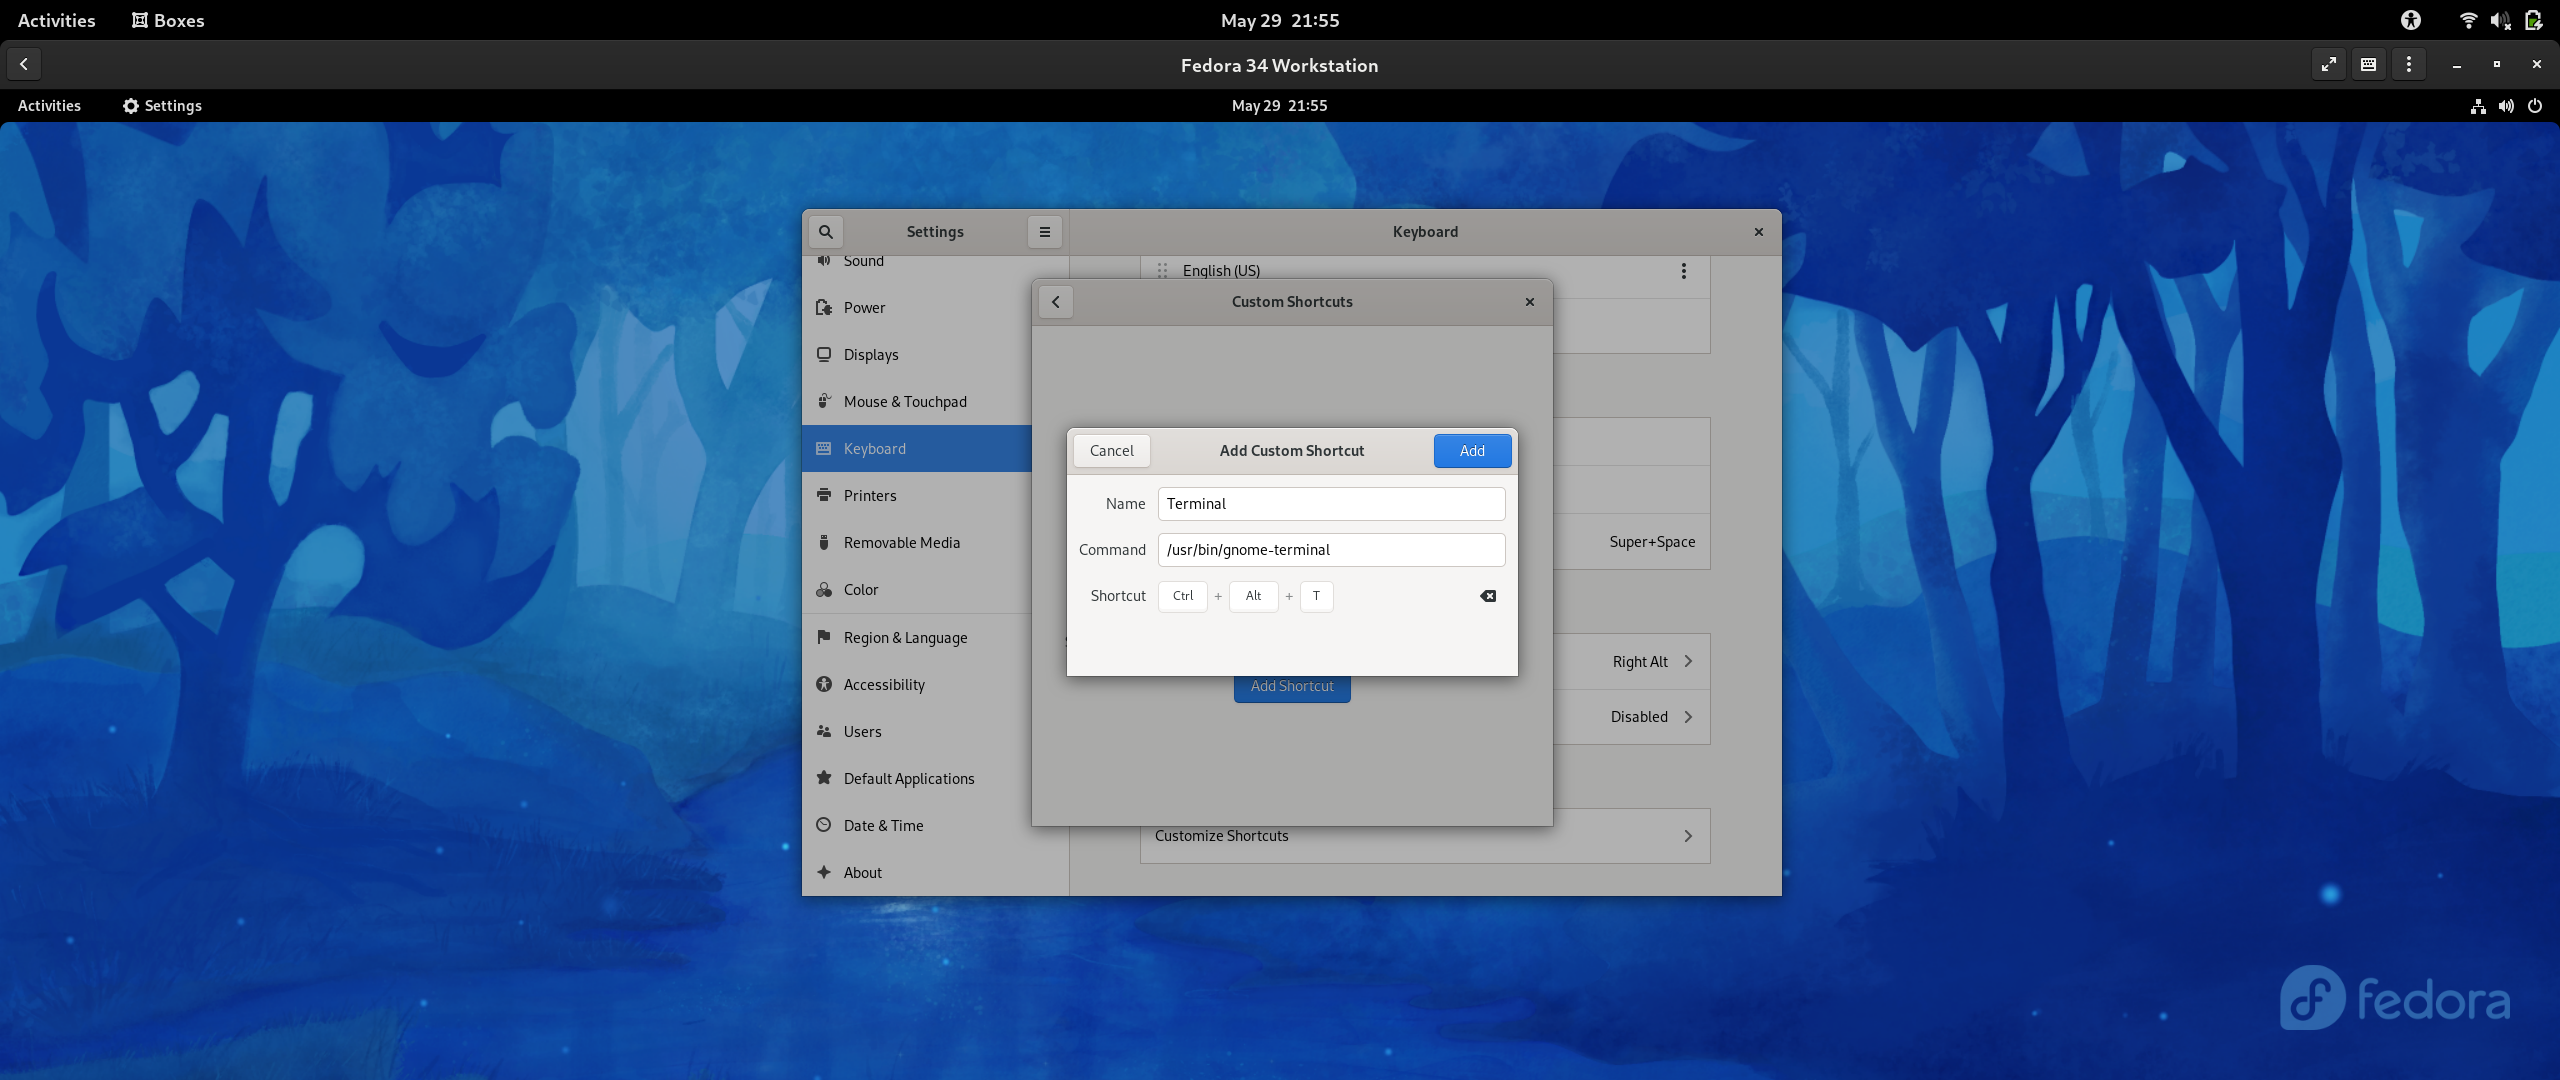 Activities Boxes May 29 21:55
Fedora 34 Workstation
Activities Settings May 29 21:55
Settings
Keyboard
Sound
Power
Displays
Mouse & Touchpad
Keyboard
Printers
Removable Media
Color
Region & Language
Accessibility
Users
Default Applications
Date & Time
About
English (US)
Custom Shortcuts
Cancel Add Custom Shortcut Add
Name Terminal
Command /usr/bin/gnome-terminal
Shortcut Ctrl + Alt + T
Add Shortcut
Super+Space
Right Alt
Disabled
Customize Shortcuts
fedora